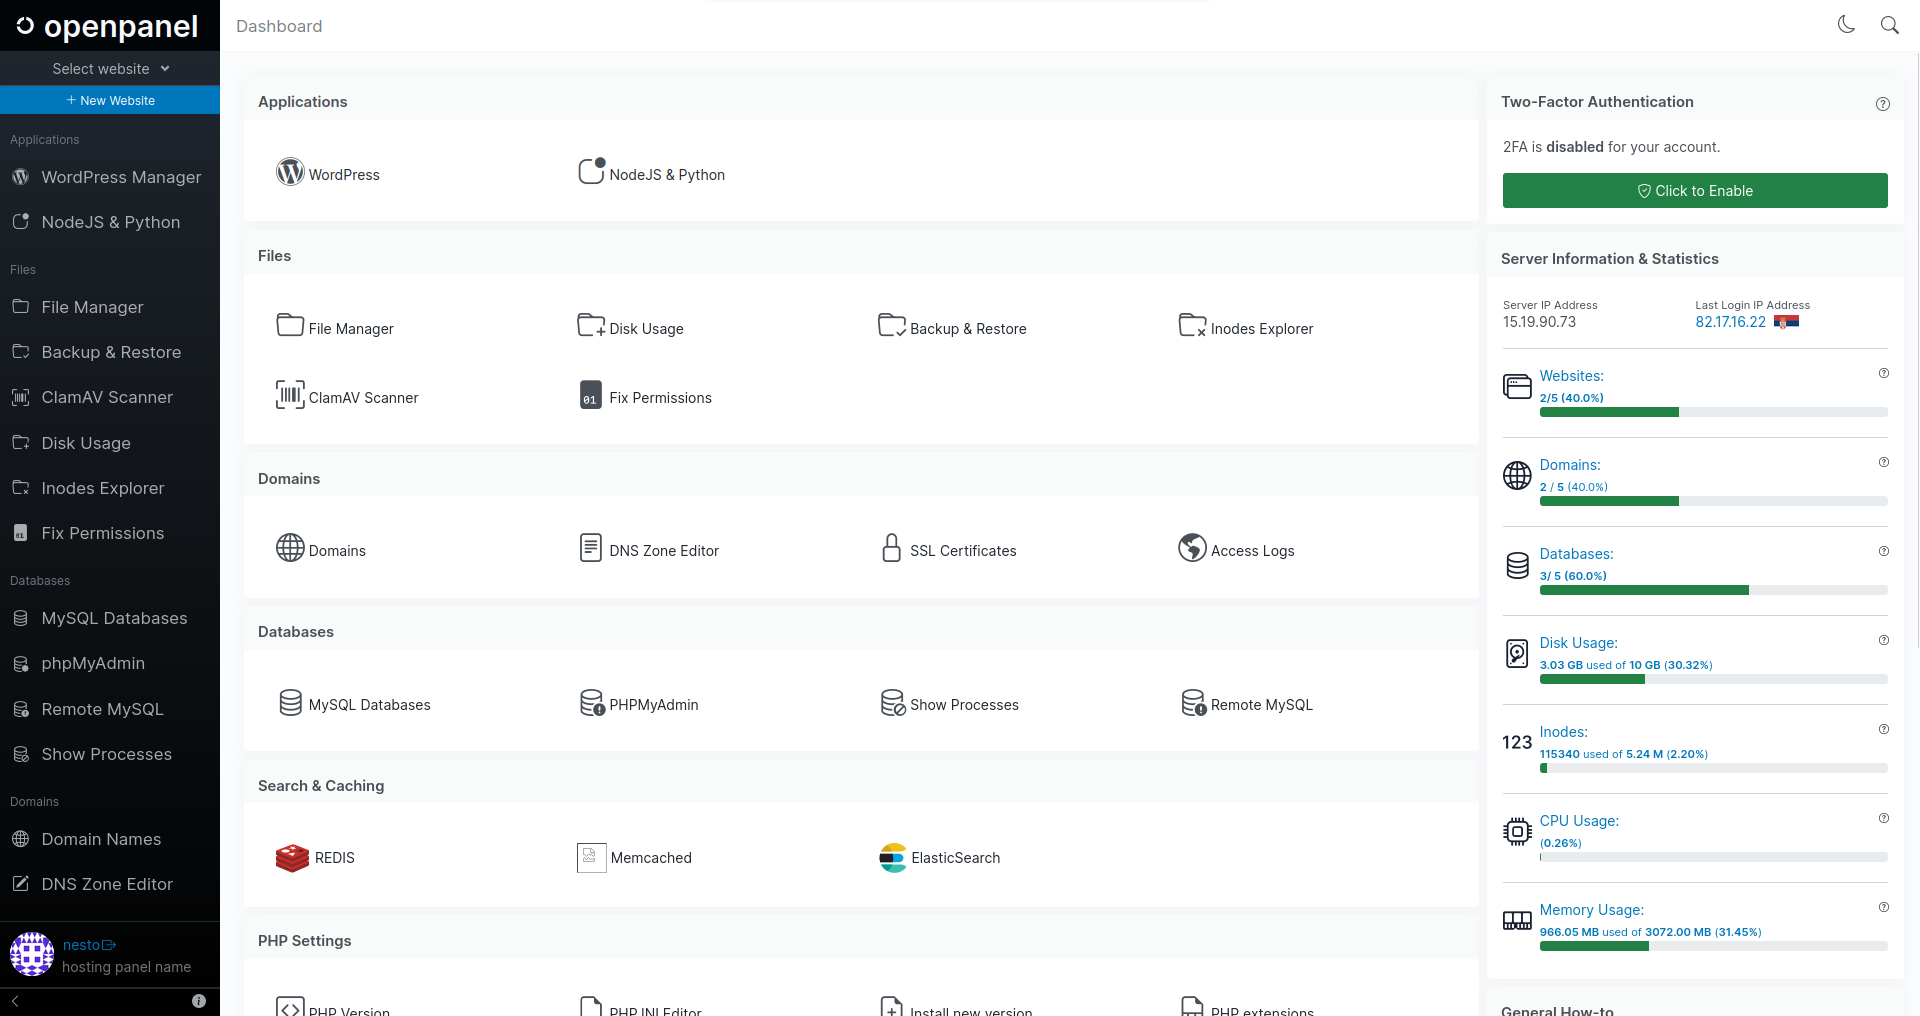 openpanel
Select website
+ New Website
Applications
WordPress Manager
NodeJS & Python
Files
File Manager
Backup & Restore
ClamAV Scanner
Disk Usage
Inodes Explorer
Fix Permissions
Databases
MySQL Databases
phpMyAdmin
Remote MySQL
Show Processes
Domains
Domain Names
DNS Zone Editor
nesto
hosting panel name
Dashboard
Applications
WordPress
NodeJS & Python
Files
File Manager
Disk Usage
Backup & Restore
Inodes Explorer
ClamAV Scanner
01
Fix Permissions
Domains
Domains
DNS Zone Editor
SSL Certificates
Access Logs
Databases
MySQL Databases
PHPMyAdmin
Show Processes
Remote MySQL
Search & Caching
REDIS
Memcached
ElasticSearch
PHP Settings
PHP Version
PHP INI Editor
Install new version
PHP extensions
Two-Factor Authentication
2FA is disabled for your account.
Click to Enable
Server Information & Statistics
Server IP Address
15.19.90.73
Last Login IP Address
82.17.16.22
Websites:
2/5 (40.0%)
Domains:
2 / 5 (40.0%)
Databases:
3/ 5 (60.0%)
Disk Usage:
3.03 GB used of 10 GB (30.32%)
123
Inodes:
115340 used of 5.24 M (2.20%)
CPU Usage:
(0.26%)
Memory Usage:
966.05 MB used of 3072.00 MB (31.45%)
General How-to